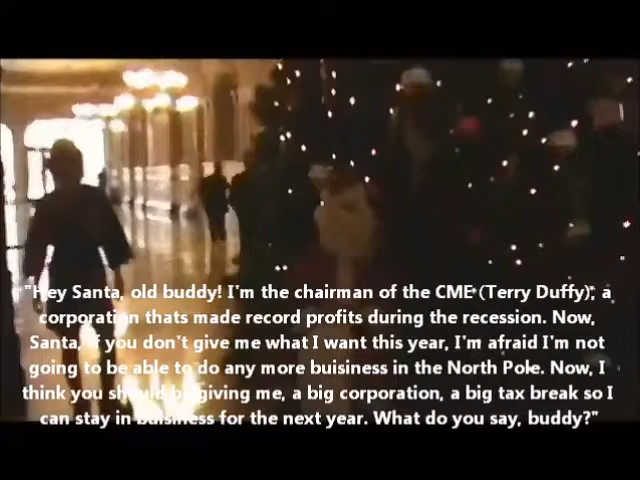 "Hey Santa, old buddy! I'm the chairman of the CME (Terry Duffy), a
corporation thats made record profits during the recession. Now,
Santa, if you don't give me what I want this year, I'm afraid I'm not
going to be able to do any more buisiness in the North Pole. Now, I
think you should be giving me, a big corporation, a big tax break so I
can stay in buisiness for the next year. What do you say, buddy?"